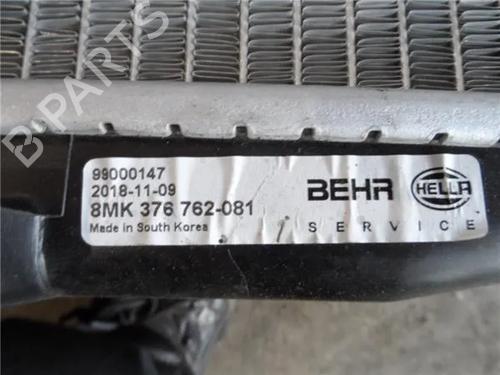 B-PARTS
99000147
2018-11-09
8MK 376 762-081
Made in South Korea
BEHR
HELLA
SERVICE